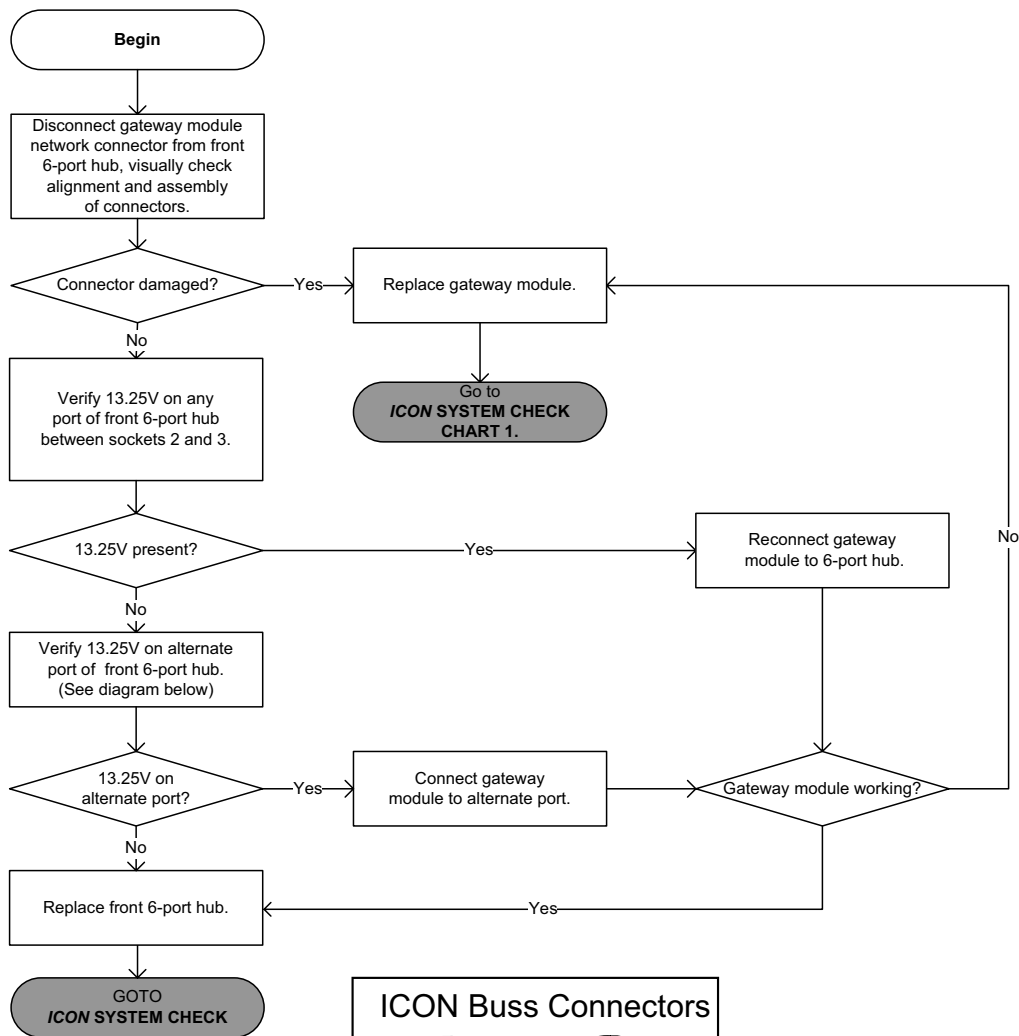 Begin
Disconnect gateway module
network connector from front
6-port hub, visually check
alignment and assembly
of connectors.
Connector damaged?
Yes
Replace gateway module.
No
Go to
ICON SYSTEM CHECK
CHART 1.
Verify 13.25V on any
port of front 6-port hub
between sockets 2 and 3.
13.25V present?
Yes
Reconnect gateway
module to 6-port hub.
No
No
Verify 13.25V on alternate
port of front 6-port hub.
(See diagram below)
13.25V on
alternate port?
Yes
Connect gateway
module to alternate port.
Gateway module working?
No
Replace front 6-port hub.
Yes
GOTO
ICON SYSTEM CHECK
ICON Buss Connectors